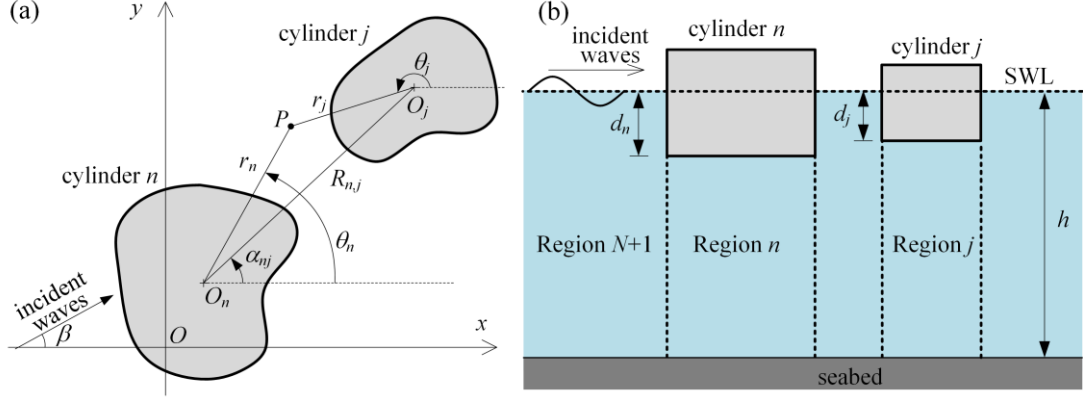 (a)
y
cylinder j
θj
rj
Oj
P
rn
Rn,j
cylinder n
θn
αnj
On
incident
waves
β
O
x
(b)
incident
waves
cylinder n
cylinder j
SWL
dn
dj
h
Region N+1
Region n
Region j
seabed